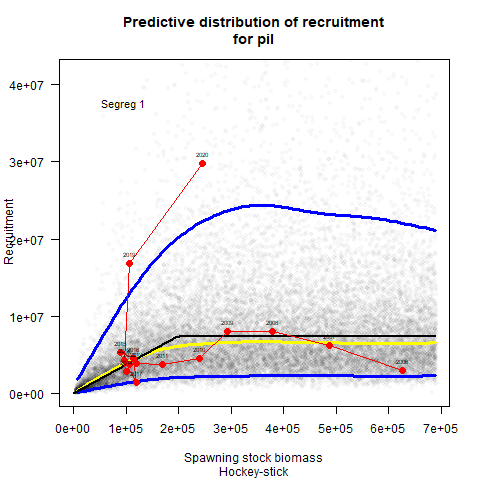 Predictive distribution of recruitment
for pil
Segreg 1
Recruitment
4e+07
3e+07
2e+07
1e+07
0e+00
2020
2019
2009
2008
2006
2011
2015
0e+00 1e+05 2e+05 3e+05 4e+05 5e+05 6e+05 7e+05
Spawning stock biomass
Hockey-stick